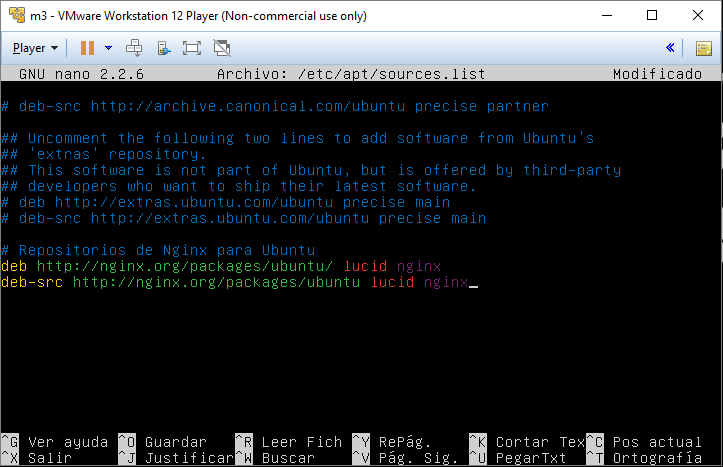 m3 - VMware Workstation 12 Player (Non-commercial use only)
Player
GNU nano 2.2.6 Archivo: /etc/apt/sources.list Modificado
# deb-src http://archive.canonical.com/ubuntu precise partner
## Uncomment the following two lines to add software from Ubuntu's
## 'extras' repository.
## This software is not part of Ubuntu, but is offered by third-party
## developers who want to ship their latest software.
# deb http://extras.ubuntu.com/ubuntu precise main
# deb-src http://extras.ubuntu.com/ubuntu precise main
# Repositorios de Nginx para Ubuntu
deb http://nginx.org/packages/ubuntu/ lucid nginx
deb-src http://nginx.org/packages/ubuntu lucid nginx
^G Ver ayuda ^O Guardar ^R Leer Fich ^Y RePág. ^K Cortar Tex ^C Pos actual
^X Salir ^J Justificar ^W Buscar ^V Pág. Sig. ^U PegarTxt ^T Ortografía